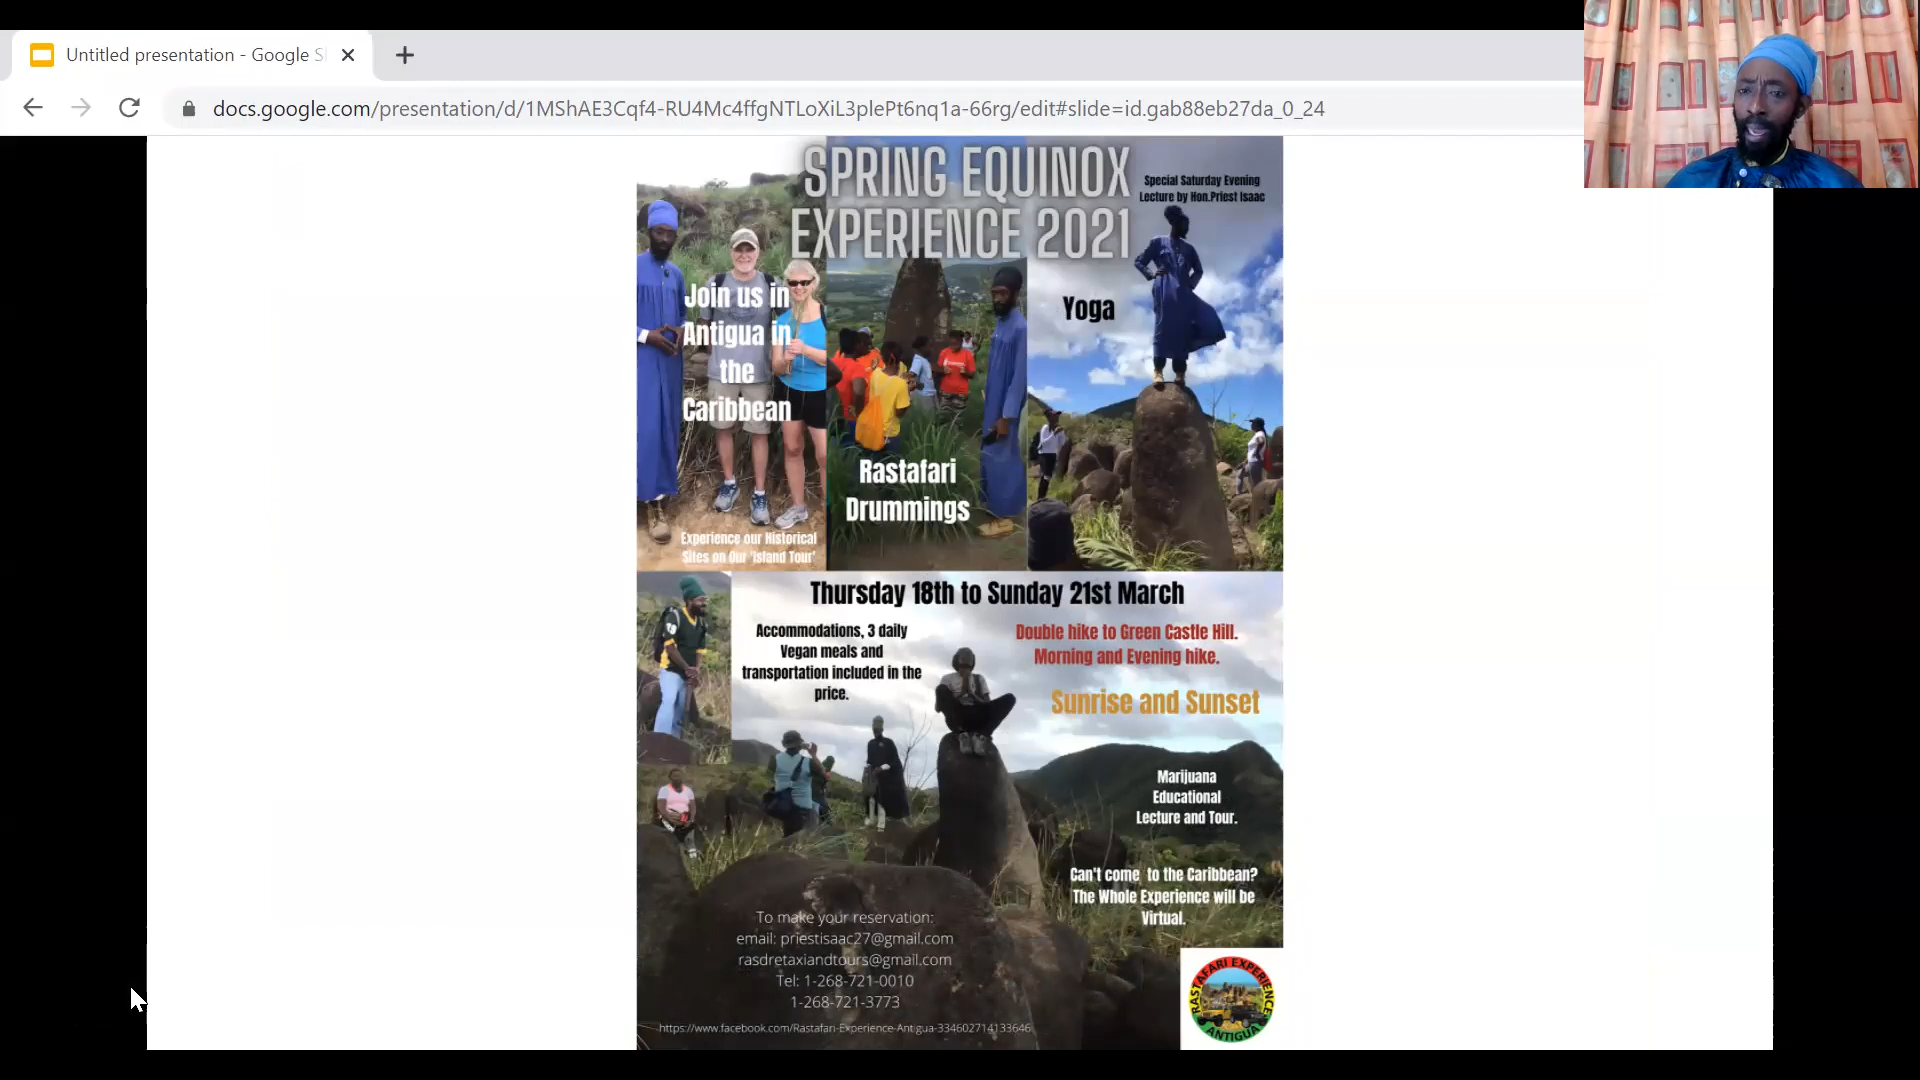 Untitled presentation - Google S
docs.google.com/presentation/d/1MShAE3Cqf4-RU4Mc4ffgNTLoXiL3plePt6nq1a-66rg/edit#slide=id.gab88eb27da_0_24
SPRING EQUINOX
EXPERIENCE 2021
Special Saturday Evening
Lecture by Hon.Priest Isaac
Join us in
Antigua in
the
Caribbean
Yoga
Rastafari
Drummings
Experience our Historical
Sites on Our 'Island Tour'
Thursday 18th to Sunday 21st March
Accommodations, 3 daily
Vegan meals and
transportation included in the
price.
Double hike to Green Castle Hill.
Morning and Evening hike.
Sunrise and Sunset
Marijuana
Educational
Lecture and Tour.
Can't come to the Caribbean?
The Whole Experience will be
Virtual.
To make your reservation:
email: priestisaac27@gmail.com
rasdretaxiandtours@gmail.com
Tel: 1-268-721-0010
1-268-721-3773
https://www.facebook.com/Rastafari-Experience-Antigua-334602714133646
RASTAFARI EXPERIENCE
ANTIGUA